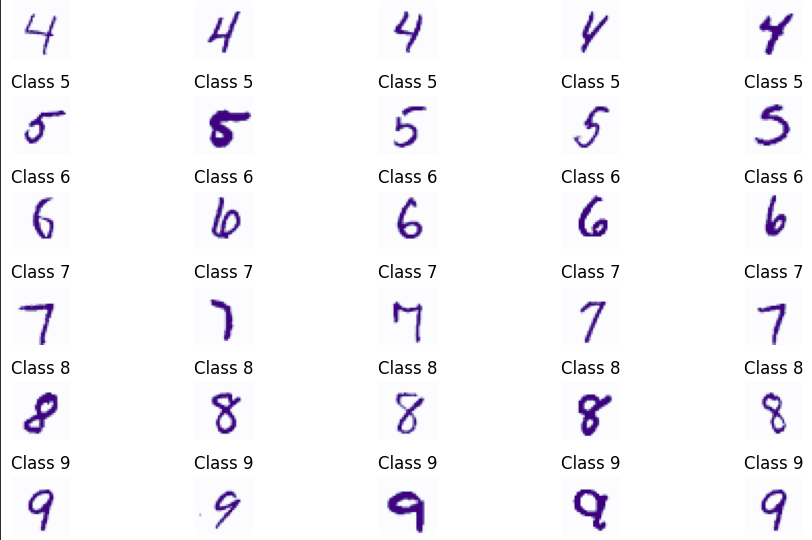 4 4 4 4 4
Class 5 Class 5 Class 5 Class 5 Class 5
5 5 5 5 5
Class 6 Class 6 Class 6 Class 6 Class 6
6 6 6 6 6
Class 7 Class 7 Class 7 Class 7 Class 7
7 7 7 7 7
Class 8 Class 8 Class 8 Class 8 Class 8
8 8 8 8 8
Class 9 Class 9 Class 9 Class 9 Class 9
9 9 9 9 9